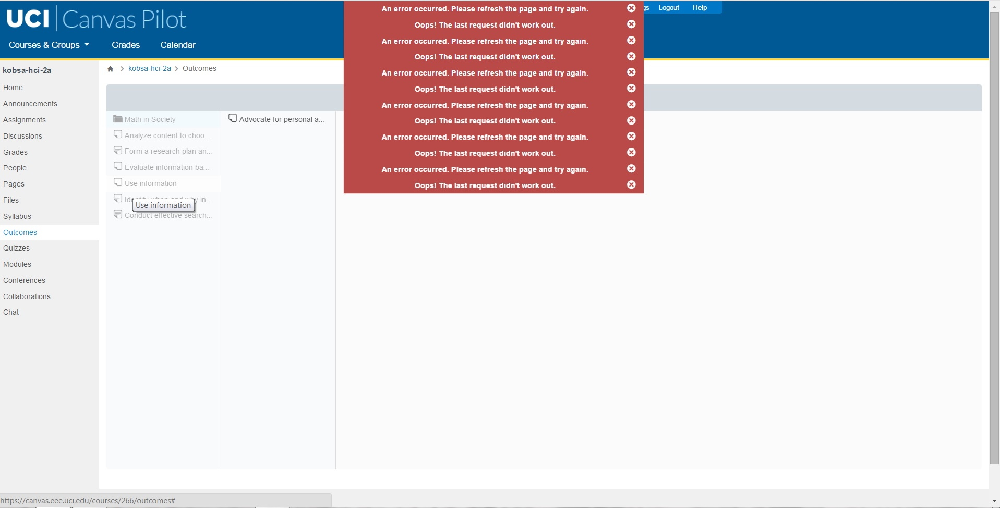 UCI Canvas Pilot
gs Logout Help
Courses & Groups Grades Calendar
An error occurred. Please refresh the page and try again.
Oops! The last request didn't work out.
An error occurred. Please refresh the page and try again.
Oops! The last request didn't work out.
An error occurred. Please refresh the page and try again.
Oops! The last request didn't work out.
An error occurred. Please refresh the page and try again.
Oops! The last request didn't work out.
An error occurred. Please refresh the page and try again.
Oops! The last request didn't work out.
An error occurred. Please refresh the page and try again.
Oops! The last request didn't work out.
kobsa-hci-2a
Home
Announcements
Assignments
Discussions
Grades
People
Pages
Files
Syllabus
Outcomes
Quizzes
Modules
Conferences
Collaborations
Chat
kobsa-hci-2a > Outcomes
Math in Society
Analyze content to choo...
Form a research plan an...
Evaluate information ba...
Use information
in...
Use information
Conduct effective search...
Advocate for personal a...
https://canvas.eee.uci.edu/courses/266/outcomes#